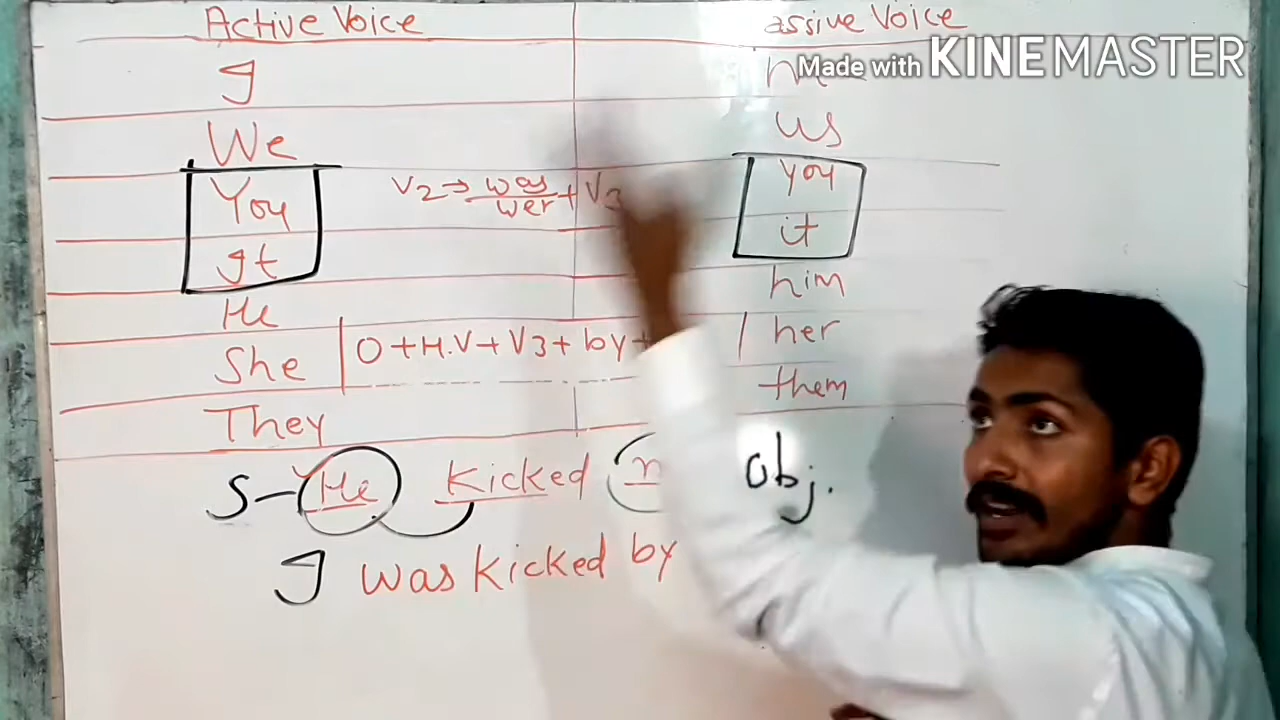 Active Voice assive Voice
Made with KINEMASTER
I
We us
You V2→ was/wer + V3 you
It it
He him
She O+H.V+V3+by+ her
They them
S - He Kicked Obj.
I was kicked by